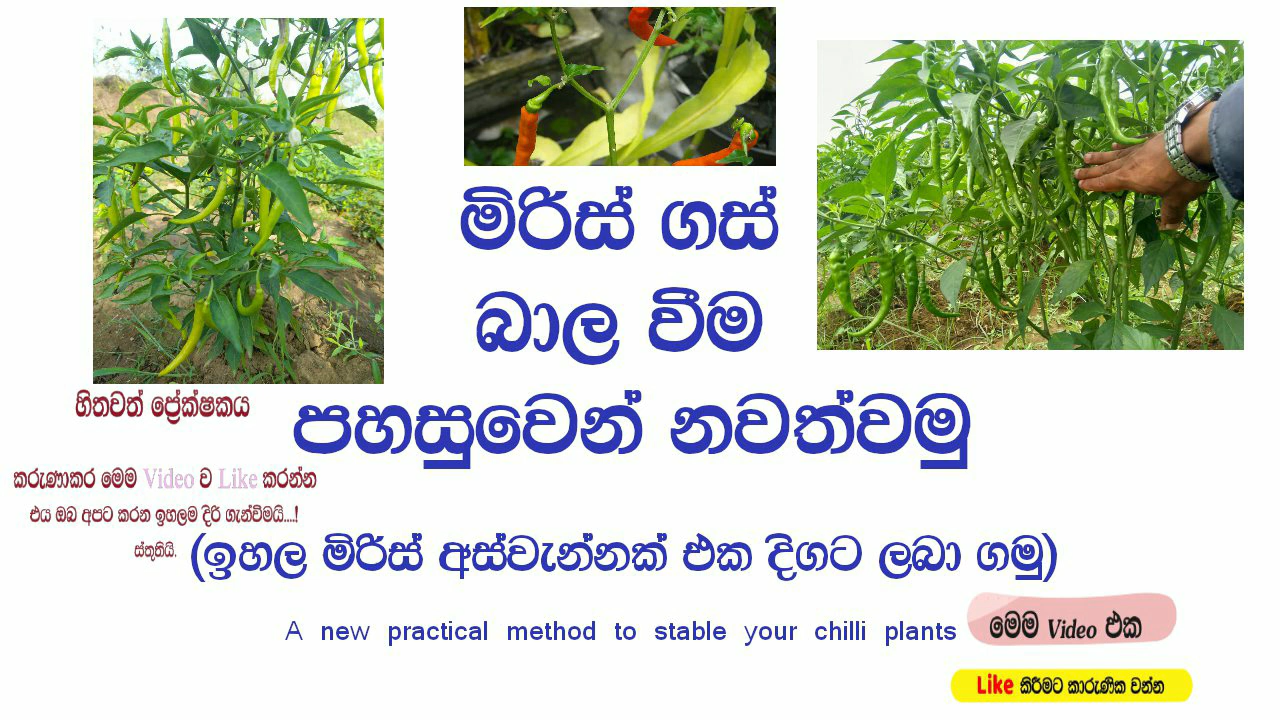 මිරිස් ගස්
බාල වීම
පහසුවෙන් නවත්වමු
හිතවත් ප්‍රේක්ෂකය
කරුණාකර මෙම Video ව Like කරන්න
එය ඔබ අපට කරන ඉහලම දිරි ගැන්වීමයි....!
ස්තූතියි.
(ඉහල මිරිස් අස්වැන්නක් එක දිගට ලබා ගමු)
A new practical method to stable your chilli plants
මෙම Video එක
Like කිරීමට කාරුණික වන්න